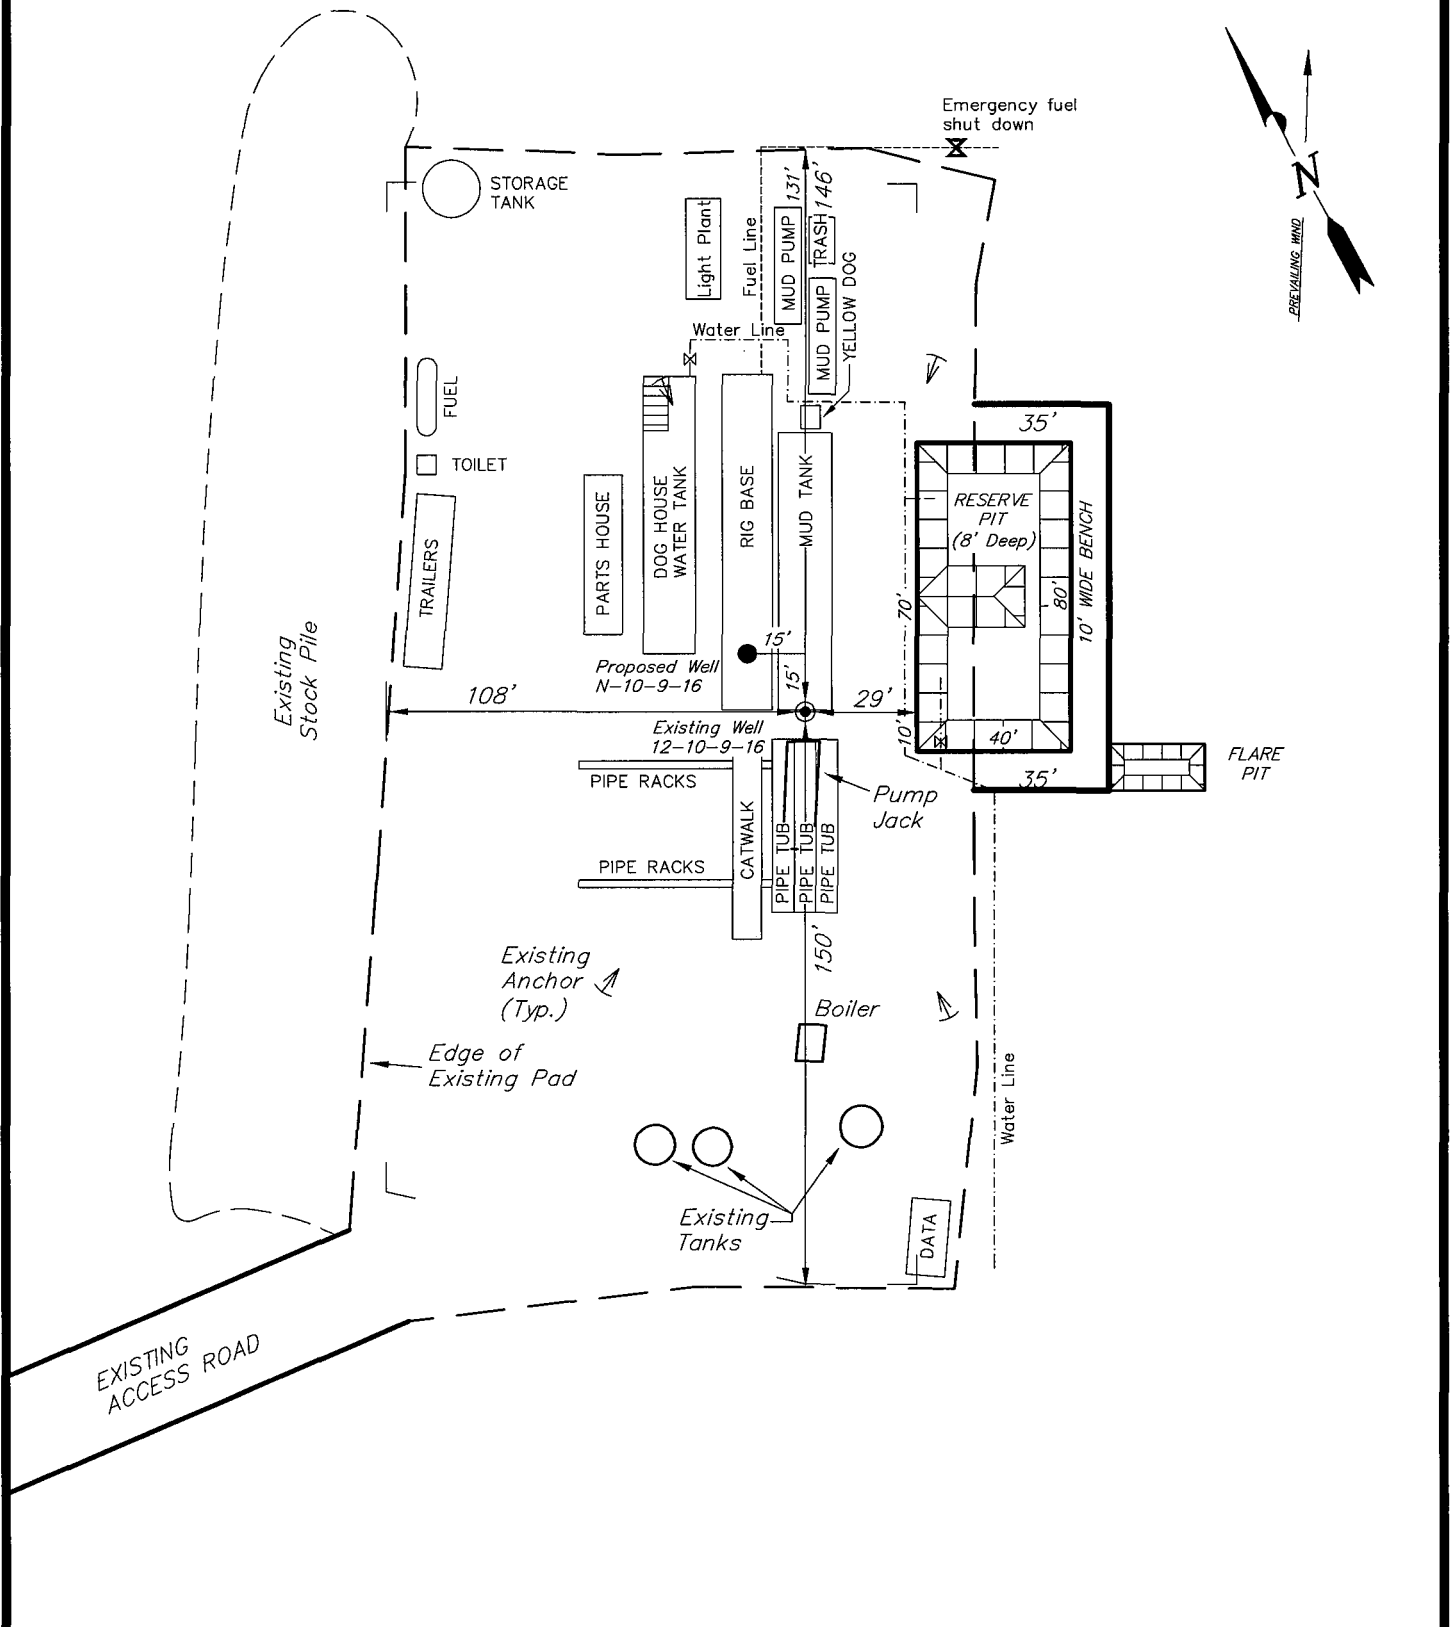 Emergency fuel
shut down
N
PREVAILING WIND
STORAGE
TANK
Light Plant
Fuel Line
MUD PUMP
131'
146'
TRASH
MUD PUMP
YELLOW DOG
Water Line
FUEL
TOILET
TRAILERS
PARTS HOUSE
DOG HOUSE
WATER TANK
RIG BASE
MUD TANK
35'
RESERVE
PIT
(8' Deep)
10' WIDE BENCH
80'
70'
Existing
Stock Pile
15'
15'
Proposed Well
N-10-9-16
108'
29'
Existing Well
12-10-9-16
10'
40'
35'
FLARE
PIT
PIPE RACKS
Pump
Jack
CATWALK
PIPE TUB
PIPE TUB
PIPE TUB
PIPE RACKS
150'
Existing
Anchor
(Typ.)
Boiler
Edge of
Existing Pad
Water Line
Existing
Tanks
DATA
EXISTING
ACCESS ROAD